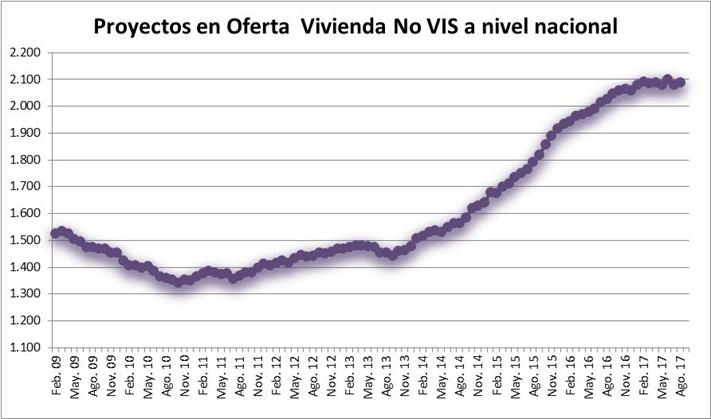 Proyectos en Oferta  Vivienda No VIS a nivel nacional
2.200
2.100
2.000
1.900
1.800
1.700
1.600
1.500
1.400
1.300
1.200
1.100
Feb. 09
May. 09
Ago. 09
Nov. 09
Feb. 10
May. 10
Ago. 10
Nov. 10
Feb. 11
May. 11
Ago. 11
Nov. 11
Feb. 12
May. 12
Ago. 12
Nov. 12
Feb. 13
May. 13
Ago. 13
Nov. 13
Feb. 14
May. 14
Ago. 14
Nov. 14
Feb. 15
May. 15
Ago. 15
Nov. 15
Feb. 16
May. 16
Ago. 16
Nov. 16
Feb. 17
May. 17
Ago. 17